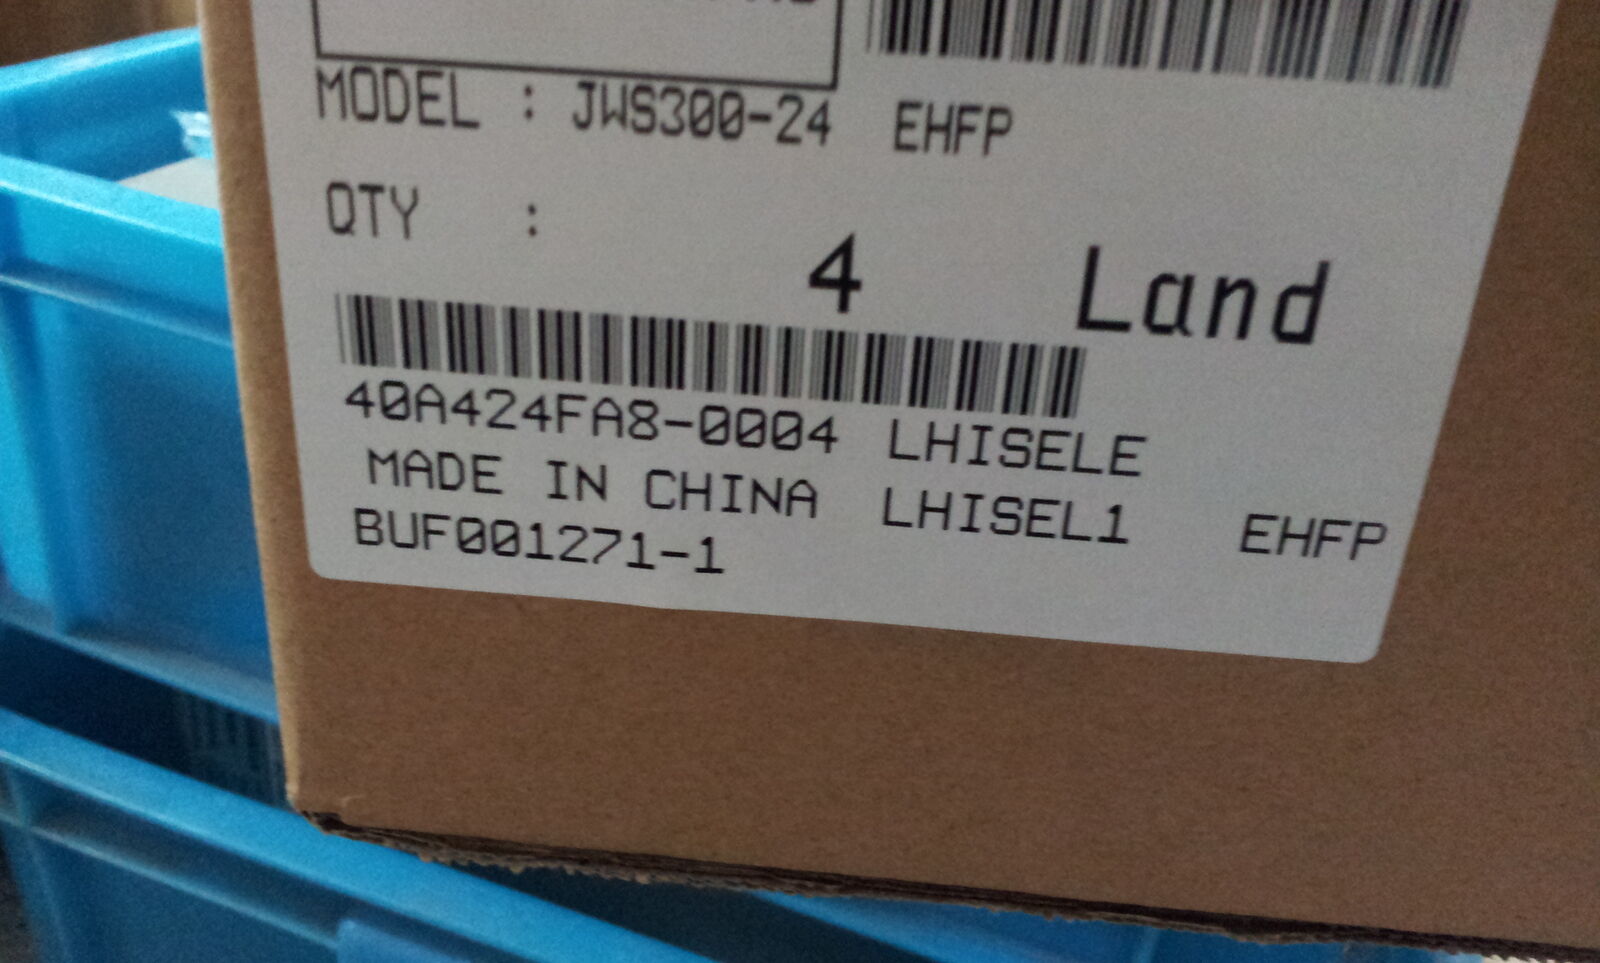 MODEL : JWS300-24 EHFP
QTY : 4 Land
40A424FA8-0004 LHISELE
MADE IN CHINA LHISEL1 EHFP
BUF001271-1